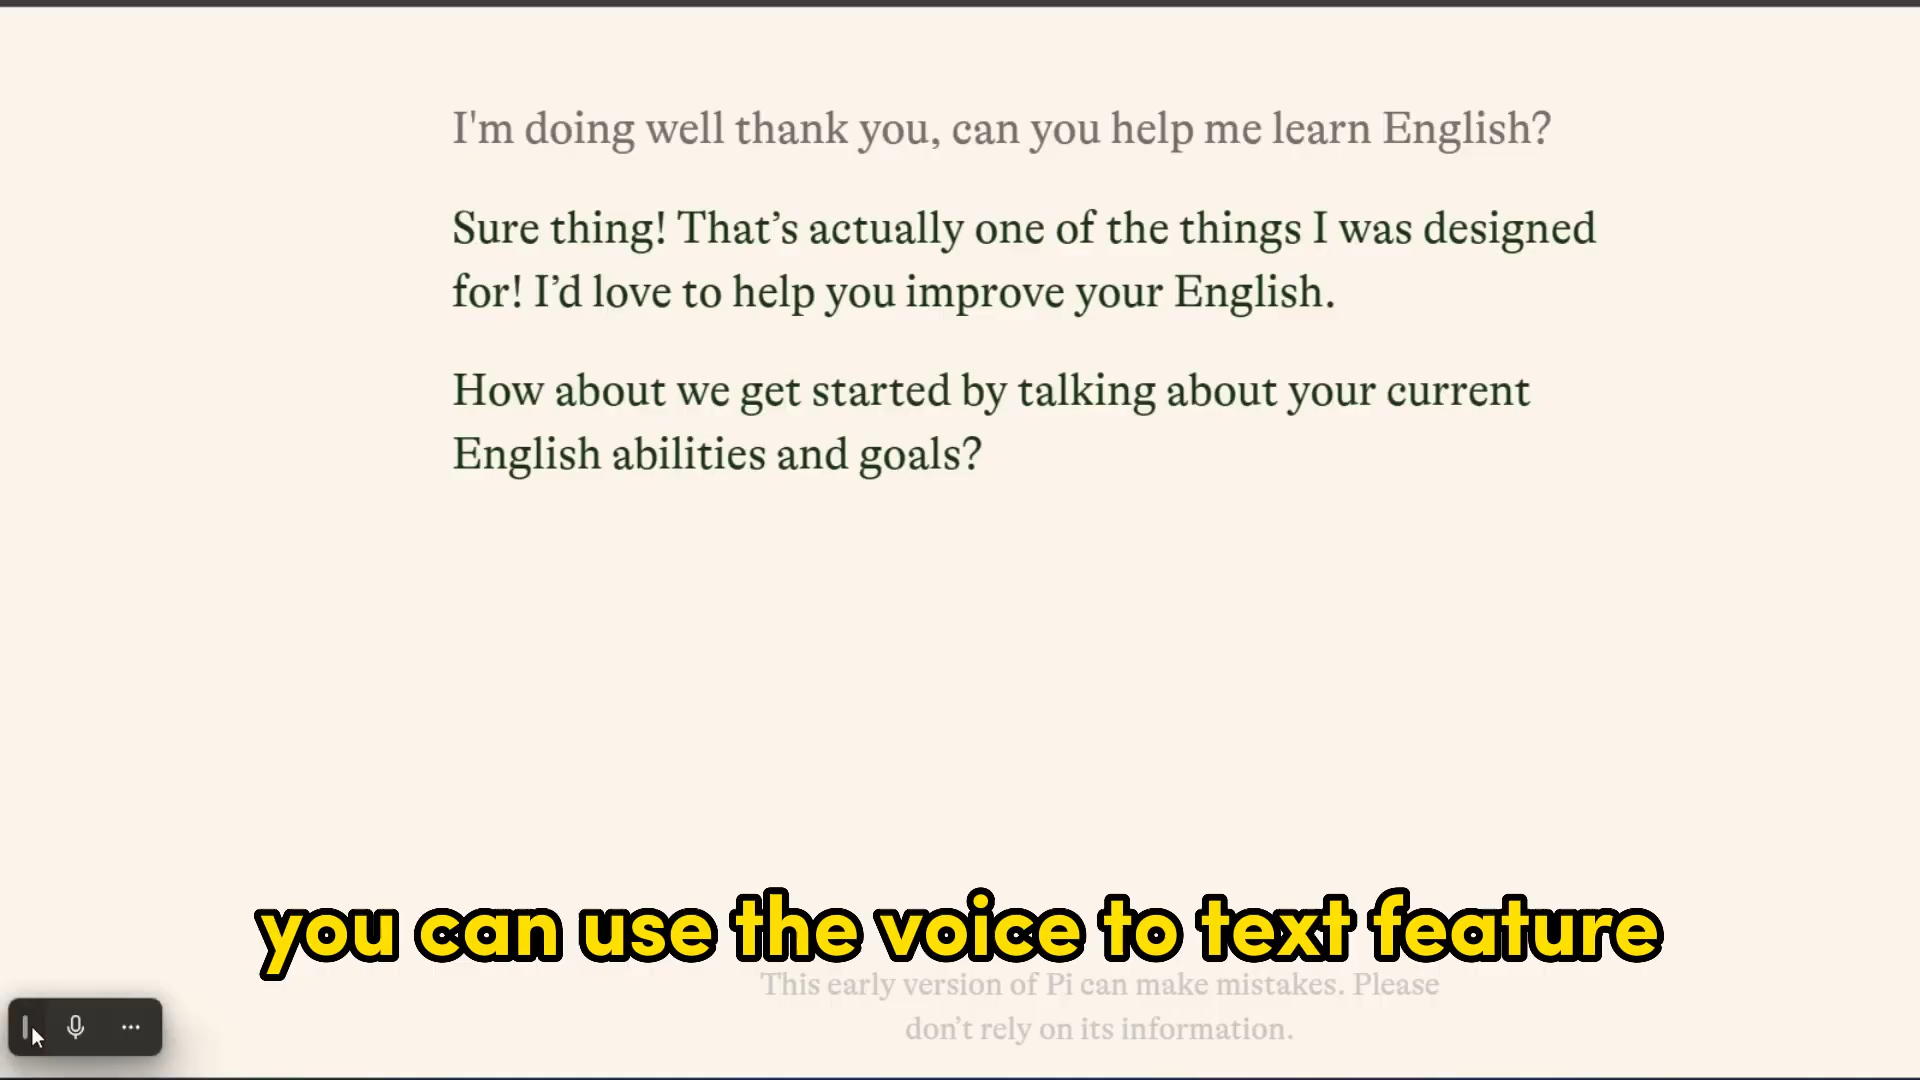 I'm doing well thank you, can you help me learn English?
Sure thing! That’s actually one of the things I was designed
for! I’d love to help you improve your English.
How about we get started by talking about your current
English abilities and goals?
you can use the voice to text feature
This early version of Pi can make mistakes. Please
don’t rely on its information.